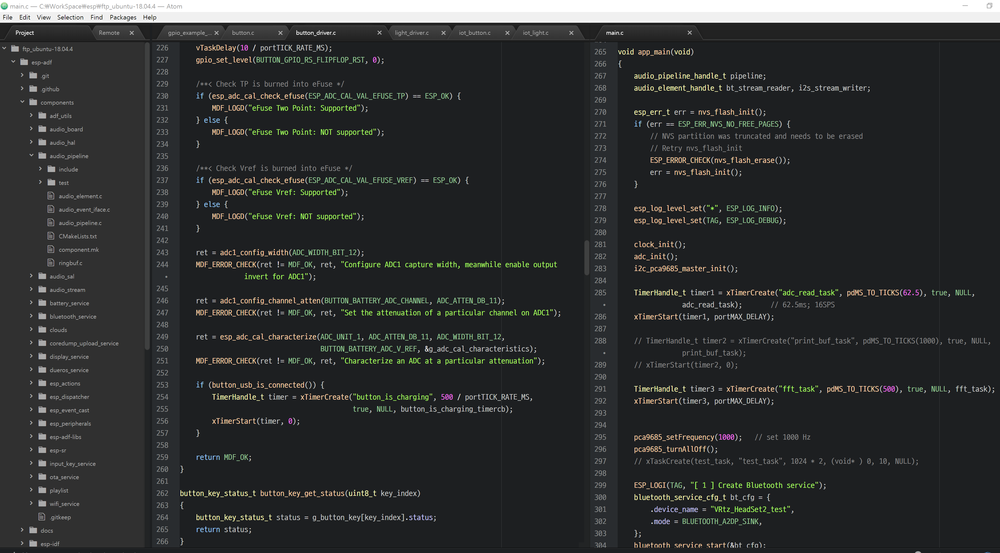 main.c — C:₩WorkSpace₩esp₩ftp_ubuntu-18.04.4 — Atom
File Edit View Selection Find Packages Help
Project
Remote
ftp_ubuntu-18.04.4
esp-adf
.git
.github
components
adf_utils
audio_board
audio_hal
audio_pipeline
include
test
audio_element.c
audio_event_iface.c
audio_pipeline.c
CMakeLists.txt
component.mk
ringbuf.c
audio_sal
audio_stream
battery_service
bluetooth_service
clouds
coredump_upload_service
display_service
dueros_service
esp_actions
esp_dispatcher
esp_event_cast
esp_peripherals
esp-adf-libs
esp-sr
input_key_service
ota_service
playlist
wifi_service
.gitkeep
docs
esp-idf
gpio_example_... button.c button_driver.c light_driver.c iot_button.c iot_light.c
226 vTaskDelay(10 / portTICK_RATE_MS);
227 gpio_set_level(BUTTON_GPIO_RS_FLIPFLOP_RST, 0);
228
229 /**< Check TP is burned into eFuse */
230 if (esp_adc_cal_check_efuse(ESP_ADC_CAL_VAL_EFUSE_TP) == ESP_OK) {
231 MDF_LOGD("eFuse Two Point: Supported");
232 } else {
233 MDF_LOGD("eFuse Two Point: NOT supported");
234 }
235
236 /**< Check Vref is burned into eFuse */
237 if (esp_adc_cal_check_efuse(ESP_ADC_CAL_VAL_EFUSE_VREF) == ESP_OK) {
238 MDF_LOGD("eFuse Vref: Supported");
239 } else {
240 MDF_LOGD("eFuse Vref: NOT supported");
241 }
242
243 ret = adc1_config_width(ADC_WIDTH_BIT_12);
244 MDF_ERROR_CHECK(ret != MDF_OK, ret, "Configure ADC1 capture width, meanwhile enable output
• invert for ADC1");
245
246 ret = adc1_config_channel_atten(BUTTON_BATTERY_ADC_CHANNEL, ADC_ATTEN_DB_11);
247 MDF_ERROR_CHECK(ret != MDF_OK, ret, "Set the attenuation of a particular channel on ADC1");
248
249 ret = esp_adc_cal_characterize(ADC_UNIT_1, ADC_ATTEN_DB_11, ADC_WIDTH_BIT_12,
250 BUTTON_BATTERY_ADC_V_REF, &g_adc_cal_characteristics);
251 MDF_ERROR_CHECK(ret != MDF_OK, ret, "Characterize an ADC at a particular attenuation");
252
253 if (button_usb_is_connected()) {
254 TimerHandle_t timer = xTimerCreate("button_is_charging", 500 / portTICK_RATE_MS,
255 true, NULL, button_is_charging_timercb);
256 xTimerStart(timer, 0);
257 }
258
259 return MDF_OK;
260 }
261
262 button_key_status_t button_key_get_status(uint8_t key_index)
263 {
264 button_key_status_t status = g_button_key[key_index].status;
265 return status;
266 }
main.c
265 void app_main(void)
266 {
267 audio_pipeline_handle_t pipeline;
268 audio_element_handle_t bt_stream_reader, i2s_stream_writer;
269
270 esp_err_t err = nvs_flash_init();
271 if (err == ESP_ERR_NVS_NO_FREE_PAGES) {
272 // NVS partition was truncated and needs to be erased
273 // Retry nvs_flash_init
274 ESP_ERROR_CHECK(nvs_flash_erase());
275 err = nvs_flash_init();
276 }
277
278 esp_log_level_set("*", ESP_LOG_INFO);
279 esp_log_level_set(TAG, ESP_LOG_DEBUG);
280
281 clock_init();
282 adc_init();
283 i2c_pca9685_master_init();
284
285 TimerHandle_t timer1 = xTimerCreate("adc_read_task", pdMS_TO_TICKS(62.5), true, NULL,
• adc_read_task); // 62.5ms; 16SPS
286 xTimerStart(timer1, portMAX_DELAY);
287
288 // TimerHandle_t timer2 = xTimerCreate("print_buf_task", pdMS_TO_TICKS(1000), true, NULL,
• print_buf_task);
289 // xTimerStart(timer2, 0);
290
291 TimerHandle_t timer3 = xTimerCreate("fft_task", pdMS_TO_TICKS(500), true, NULL, fft_task);
292 xTimerStart(timer3, portMAX_DELAY);
293
294
295 pca9685_setFrequency(1000); // set 1000 Hz
296 pca9685_turnAllOff();
297 // xTaskCreate(test_task, "test_task", 1024 * 2, (void* ) 0, 10, NULL);
298
299 ESP_LOGI(TAG, "[ 1 ] Create Bluetooth service");
300 bluetooth_service_cfg_t bt_cfg = {
301 .device_name = "VRtz_HeadSet2_test",
302 .mode = BLUETOOTH_A2DP_SINK,
303 };
304 bluetooth_service_start(&bt_cfg);